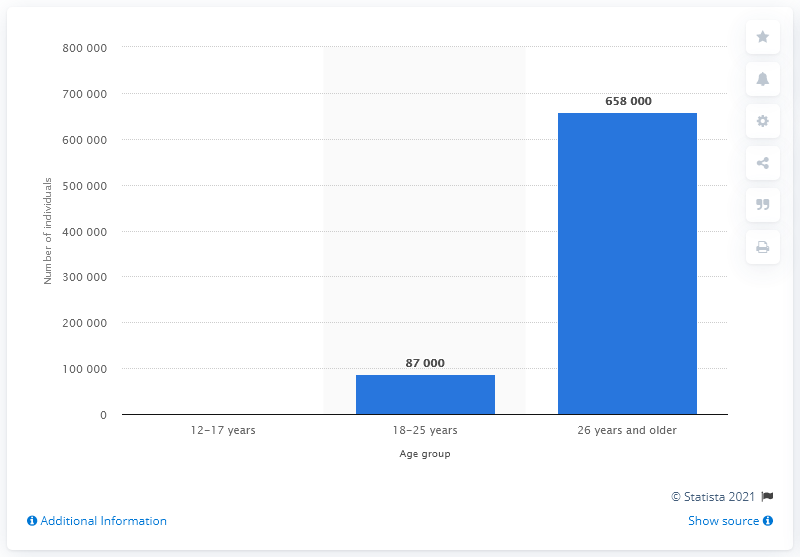 800 000
700 000
600 000
500 000
400 000
300 000
200 000
100 000
0
Number of individuals
658 000
87 000
12-17 years
18-25 years
26 years and older
Age group
© Statista 2021
Additional Information
Show source